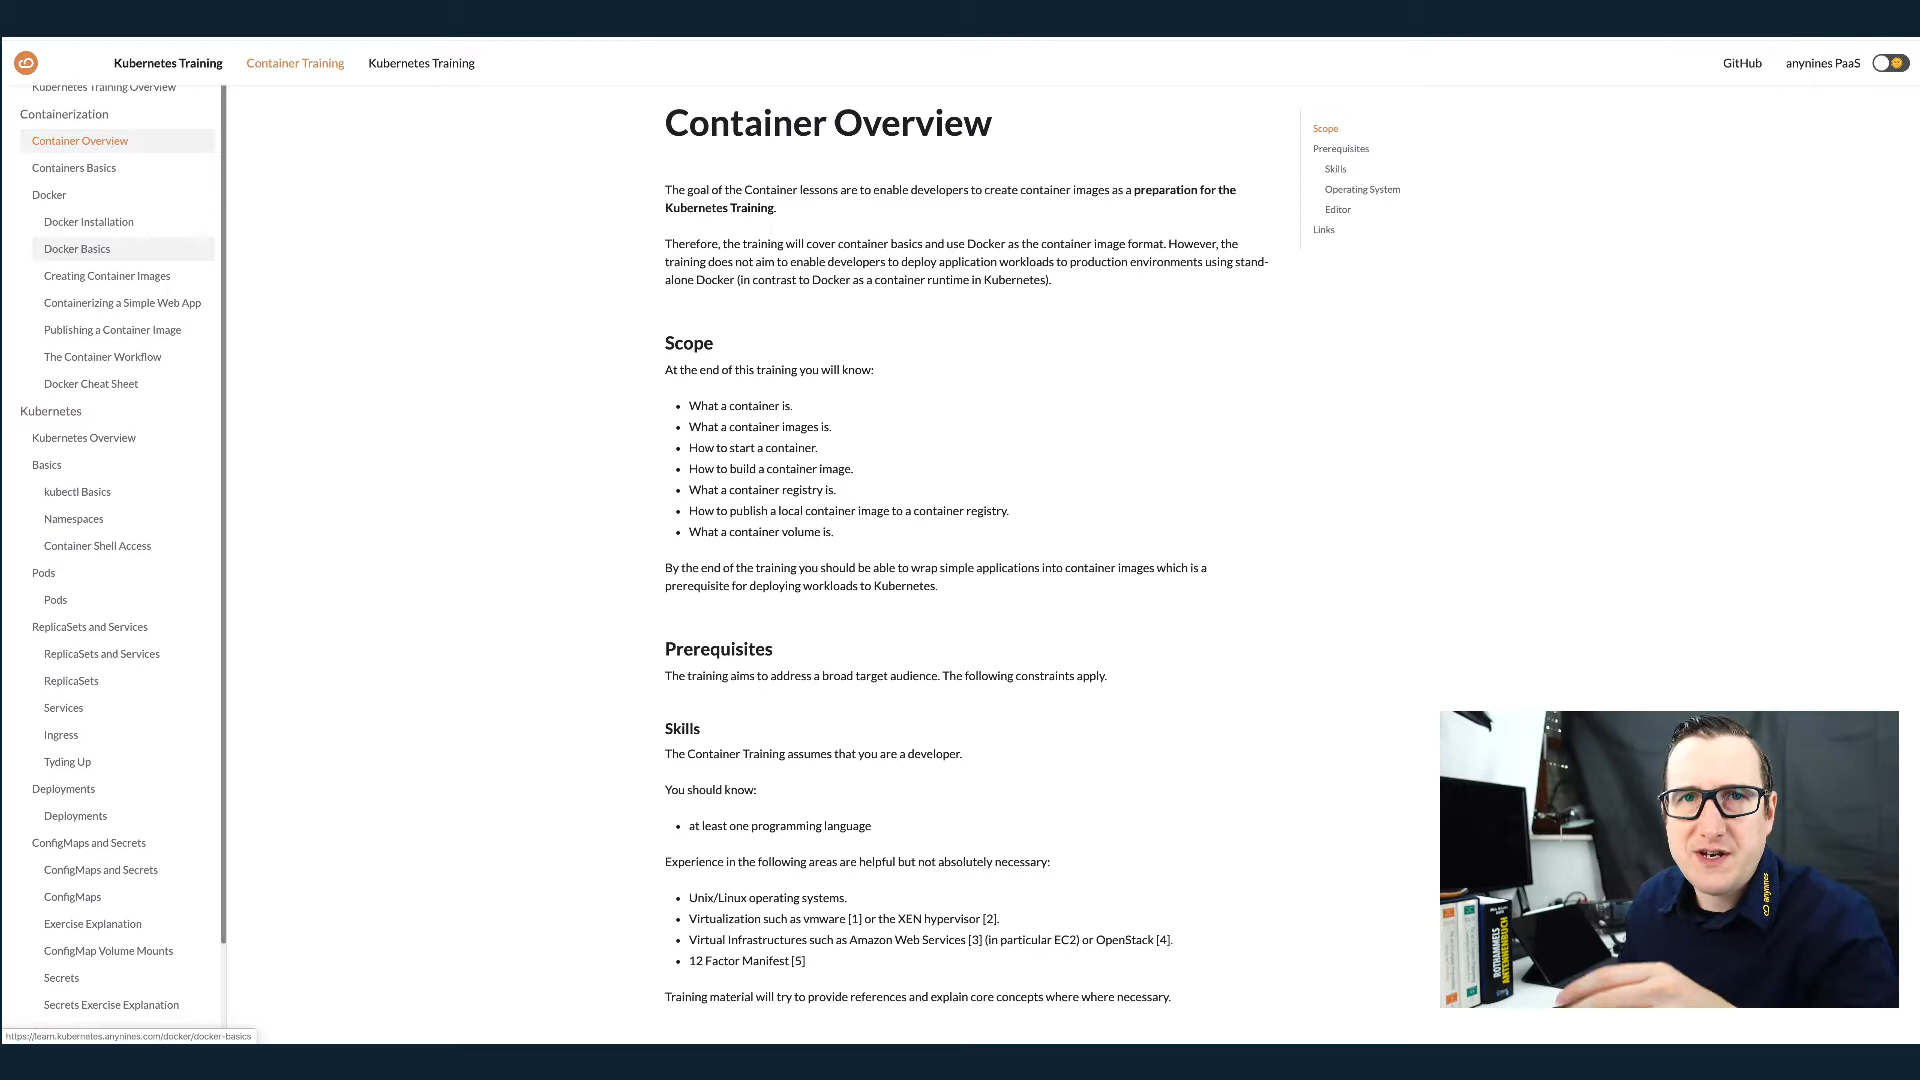 Kubernetes Training
Container Training
Kubernetes Training
GitHub
anynines PaaS
Kubernetes Training Overview
Containerization
Container Overview
Containers Basics
Docker
Docker Installation
Docker Basics
Creating Container Images
Containerizing a Simple Web App
Publishing a Container Image
The Container Workflow
Docker Cheat Sheet
Kubernetes
Kubernetes Overview
Basics
kubectl Basics
Namespaces
Container Shell Access
Pods
Pods
ReplicaSets and Services
ReplicaSets and Services
ReplicaSets
Services
Ingress
Tyding Up
Deployments
Deployments
ConfigMaps and Secrets
ConfigMaps and Secrets
ConfigMaps
Exercise Explanation
ConfigMap Volume Mounts
Secrets
Secrets Exercise Explanation
https://learn.kubernetes.anynines.com/docker/docker-basics
Container Overview
The goal of the Container lessons are to enable developers to create container images as a preparation for the
Kubernetes Training.
Therefore, the training will cover container basics and use Docker as the container image format. However, the
training does not aim to enable developers to deploy application workloads to production environments using stand-
alone Docker (in contrast to Docker as a container runtime in Kubernetes).
Scope
At the end of this training you will know:
• What a container is.
• What a container images is.
• How to start a container.
• How to build a container image.
• What a container registry is.
• How to publish a local container image to a container registry.
• What a container volume is.
By the end of the training you should be able to wrap simple applications into container images which is a
prerequisite for deploying workloads to Kubernetes.
Prerequisites
The training aims to address a broad target audience. The following constraints apply.
Skills
The Container Training assumes that you are a developer.
You should know:
• at least one programming language
Experience in the following areas are helpful but not absolutely necessary:
• Unix/Linux operating systems.
• Virtualization such as vmware [1] or the XEN hypervisor [2].
• Virtual Infrastructures such as Amazon Web Services [3] (in particular EC2) or OpenStack [4].
• 12 Factor Manifest [5]
Training material will try to provide references and explain core concepts where where necessary.
Scope
Prerequisites
Skills
Operating System
Editor
Links
anynines
ROTHAMMELS
ANTENNENBUCH